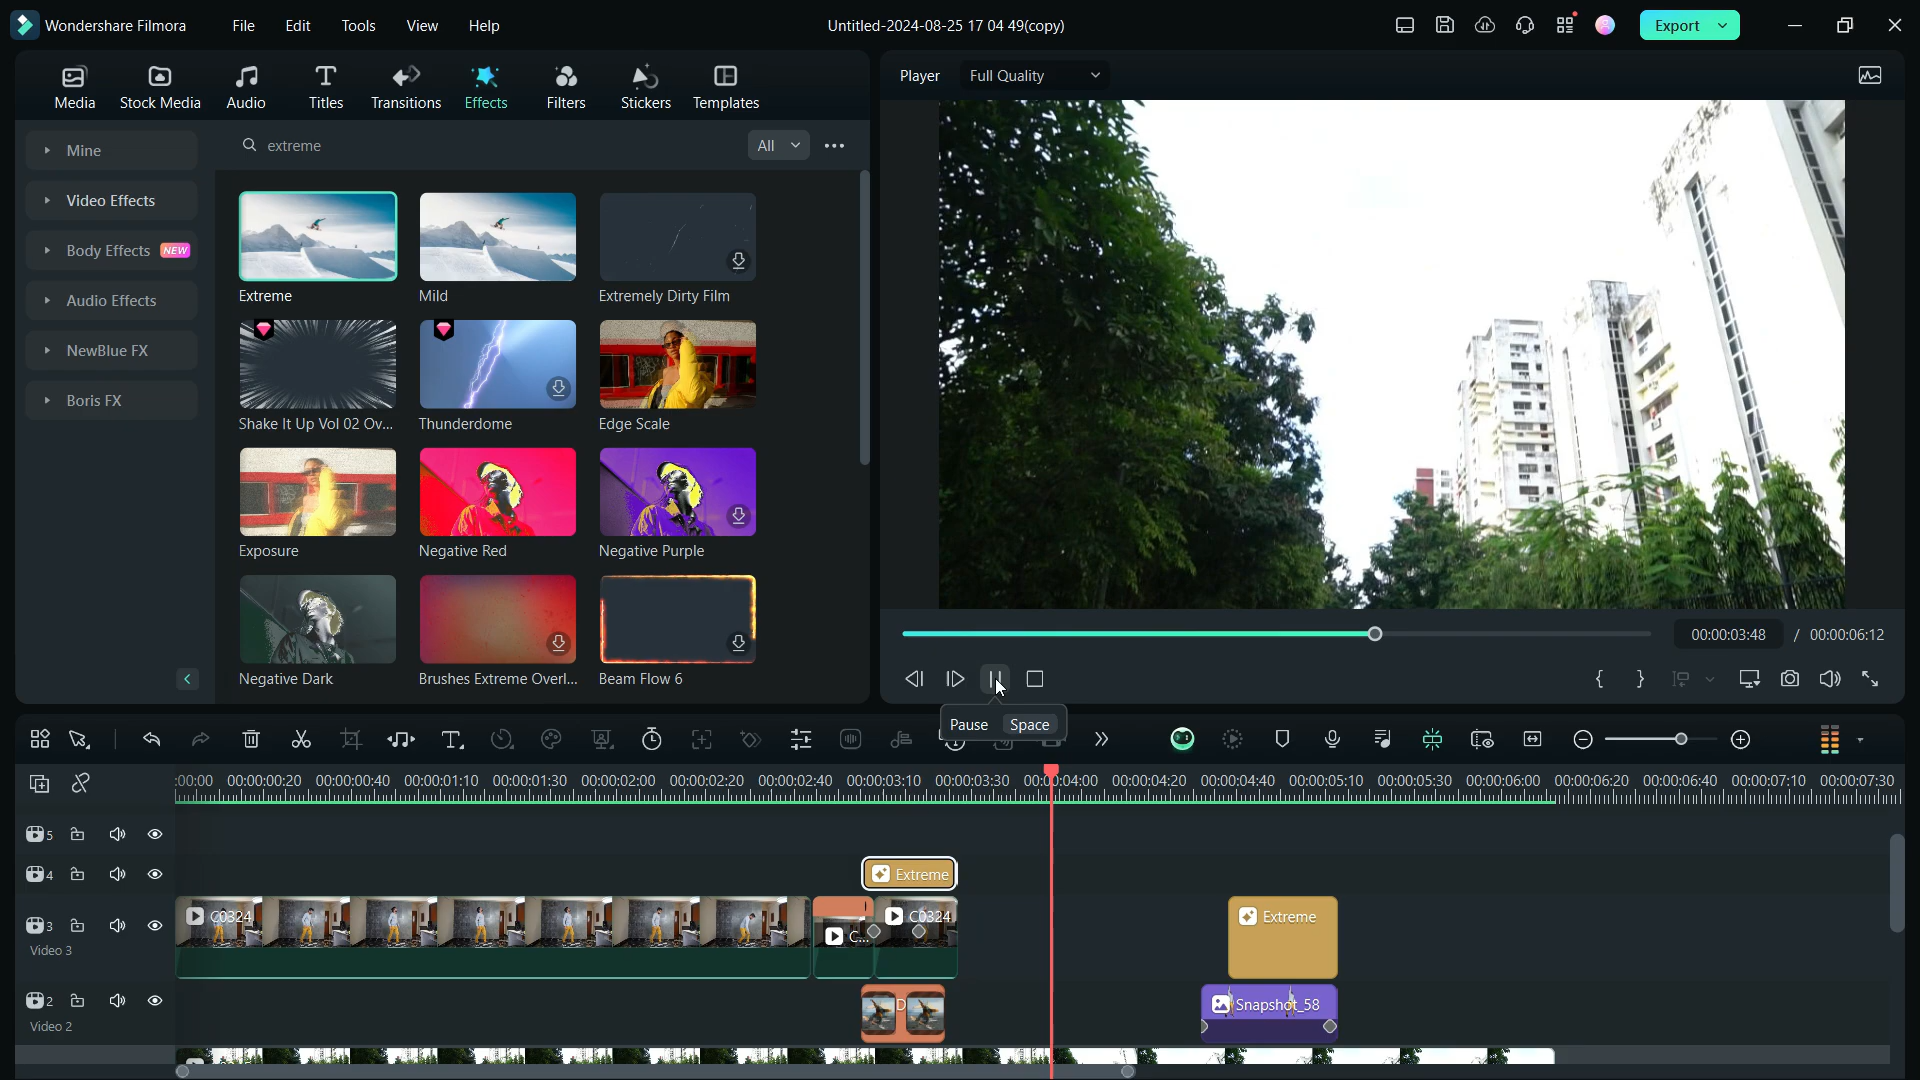 Wondershare Filmora
File
Edit
Tools
View
Help
Untitled-2024-08-25 17 04 49(copy)
Export
Media
Stock Media
Audio
Titles
Transitions
Effects
Filters
Stickers
Templates
Player
Full Quality
Mine
Video Effects
Body Effects NEW
Audio Effects
NewBlue FX
Boris FX
extreme
All
Extreme
Mild
Extremely Dirty Film
Shake It Up Vol 02 Ov...
Thunderdome
Edge Scale
Exposure
Negative Red
Negative Purple
Negative Dark
Brushes Extreme Overl...
Beam Flow 6
00:00:03:48 / 00:00:06:12
Pause Space
:00:00 00:00:00:20 00:00:00:40 00:00:01:10 00:00:01:30 00:00:02:00 00:00:02:20 00:00:02:40 00:00:03:10 00:00:03:30 00:00:04:00 00:00:04:20 00:00:04:40 00:00:05:10 00:00:05:30 00:00:06:00 00:00:06:20 00:00:06:40 00:00:07:10 00:00:07:30
5
4
Extreme
3
Video 3
C0324
C...
C0324
Extreme
2
Video 2
D
Snapshot_58